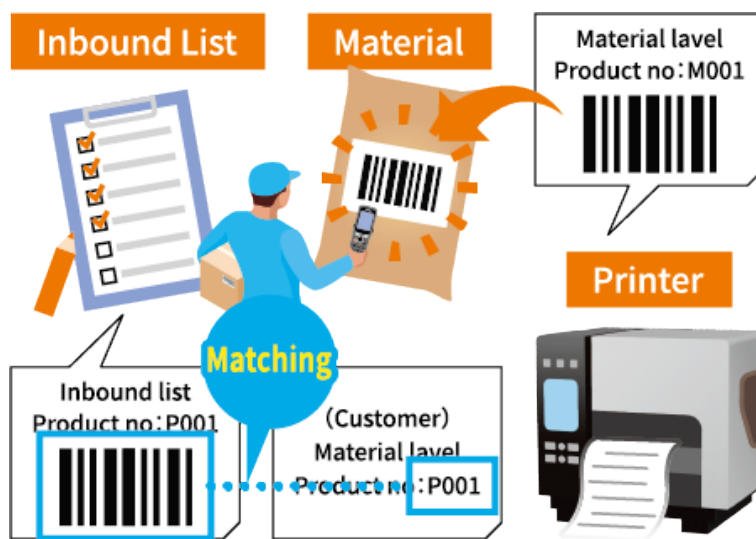 Inbound List
Material
Material lavel
Product no:M001
Printer
Matching
Inbound list
Product no:P001
(Customer)
Material lavel
Product no:P001